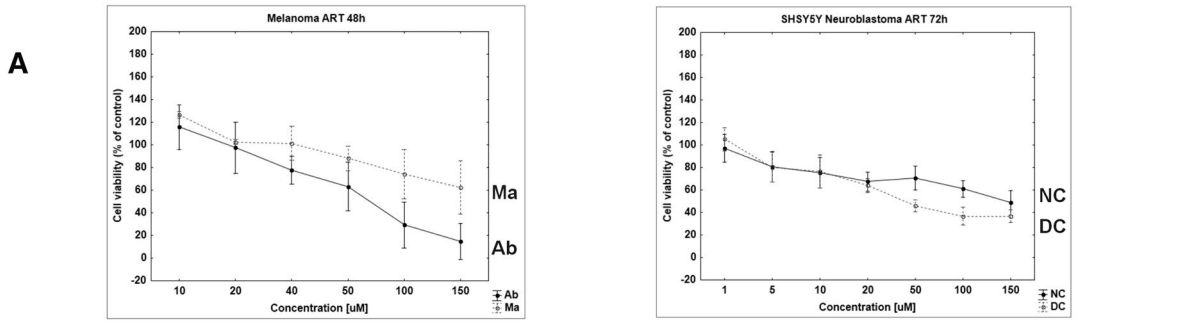 A
Melanoma ART 48h
Cell viability (% of control)
200
180
160
140
120
100
80
60
40
20
0
-20
10 20 40 50 100 150
Concentration [uM]
Ma
Ab
Ab
Ma
SHSY5Y Neuroblastoma ART 72h
Cell viability (% of control)
200
180
160
140
120
100
80
60
40
20
0
-20
1 5 10 20 50 100 150
Concentration [uM]
NC
DC
NC
DC